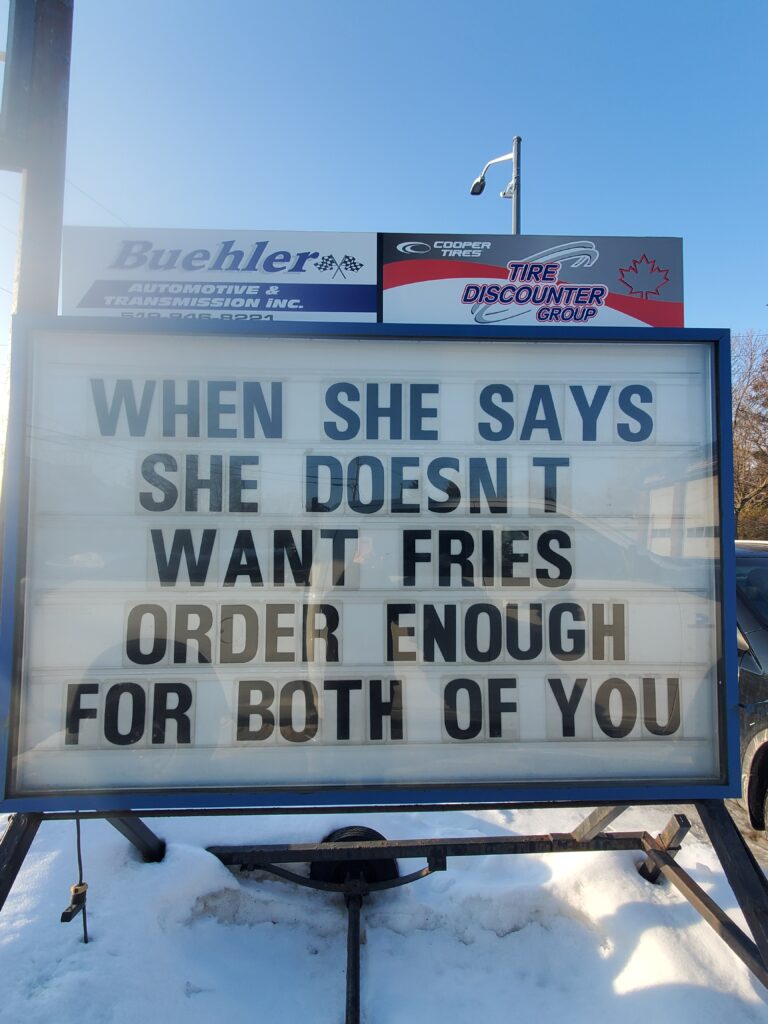 Buehler
AUTOMOTIVE &
TRANSMISSION INC.
COOPER
TIRES
TIRE
DISCOUNTER
GROUP
WHEN SHE SAYS
SHE DOESN T
WANT FRIES
ORDER ENOUGH
FOR BOTH OF YOU